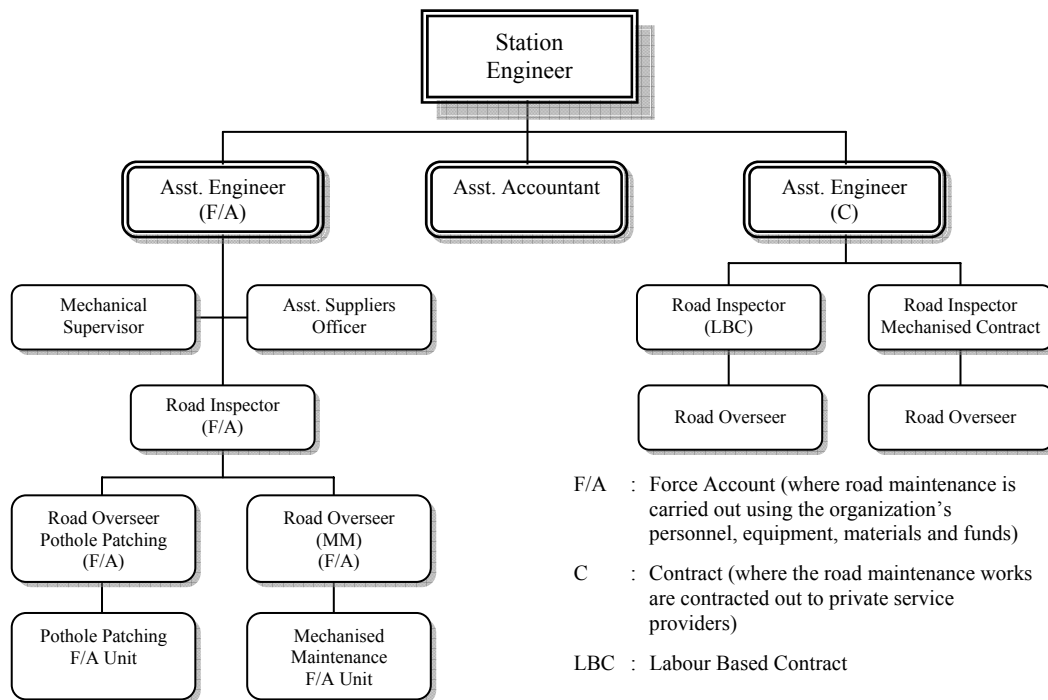 Station
Engineer
Asst. Engineer
(F/A)
Asst. Accountant
Asst. Engineer
(C)
Mechanical
Supervisor
Asst. Suppliers
Officer
Road Inspector
(LBC)
Road Inspector
Mechanised Contract
Road Inspector
(F/A)
Road Overseer
Road Overseer
Road Overseer
Pothole Patching
(F/A)
Road Overseer
(MM)
(F/A)
Pothole Patching
F/A Unit
Mechanised
Maintenance
F/A Unit
F/A : Force Account (where road maintenance is
carried out using the organization’s
personnel, equipment, materials and funds)
C : Contract (where the road maintenance works
are contracted out to private service
providers)
LBC : Labour Based Contract